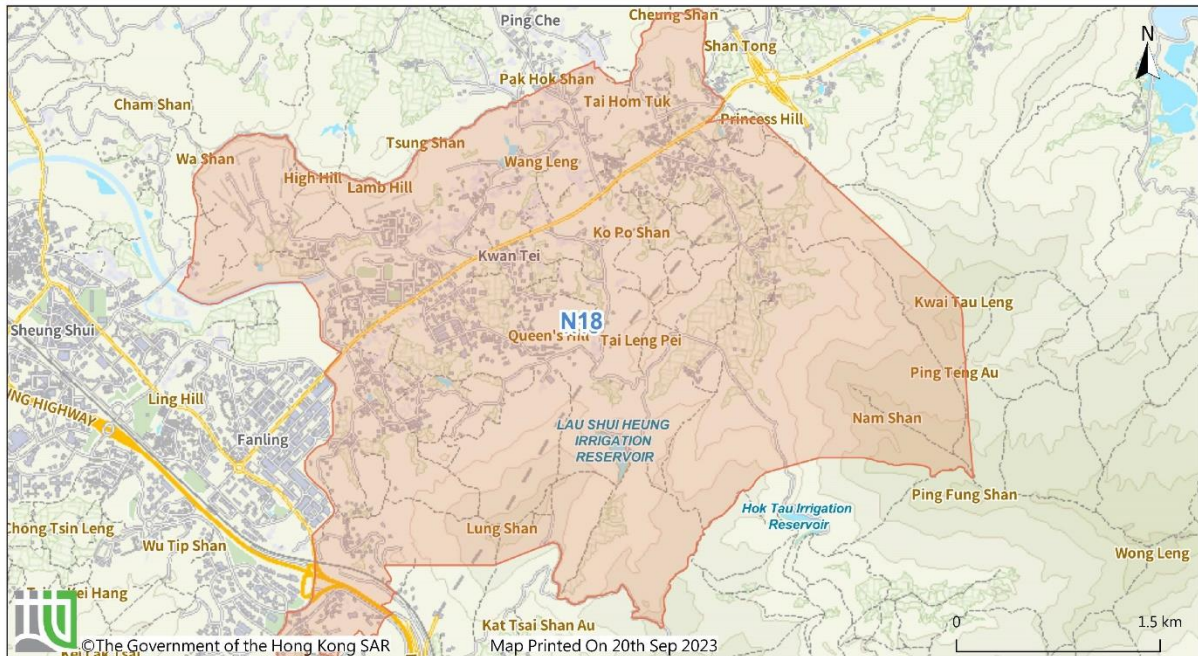 Cheung Shan
Ping Che
N
Shan Tong
Pak Hok Shan
Cham Shan
Tai Hom Tuk
Princess Hill
Tsung Shan
Wa Shan
Wang Leng
High Hill
Lamb Hill
Ko Po Shan
Kwan Tei
Kwai Tau Leng
N18
Sheung Shui
Queen's Hill
Tai Leng Pei
Ping Teng Au
Ling Hill
ING HIGHWAY
Nam Shan
LAU SHUI HEUNG
IRRIGATION
RESERVOIR
Fanling
Ping Fung Shan
Hok Tau Irrigation
Reservoir
Chong Tsin Leng
Lung Shan
Wu Tip Shan
Wong Leng
Kat Tsai Shan Au
0
1.5 km
©The Government of the Hong Kong SAR
Map Printed On 20th Sep 2023